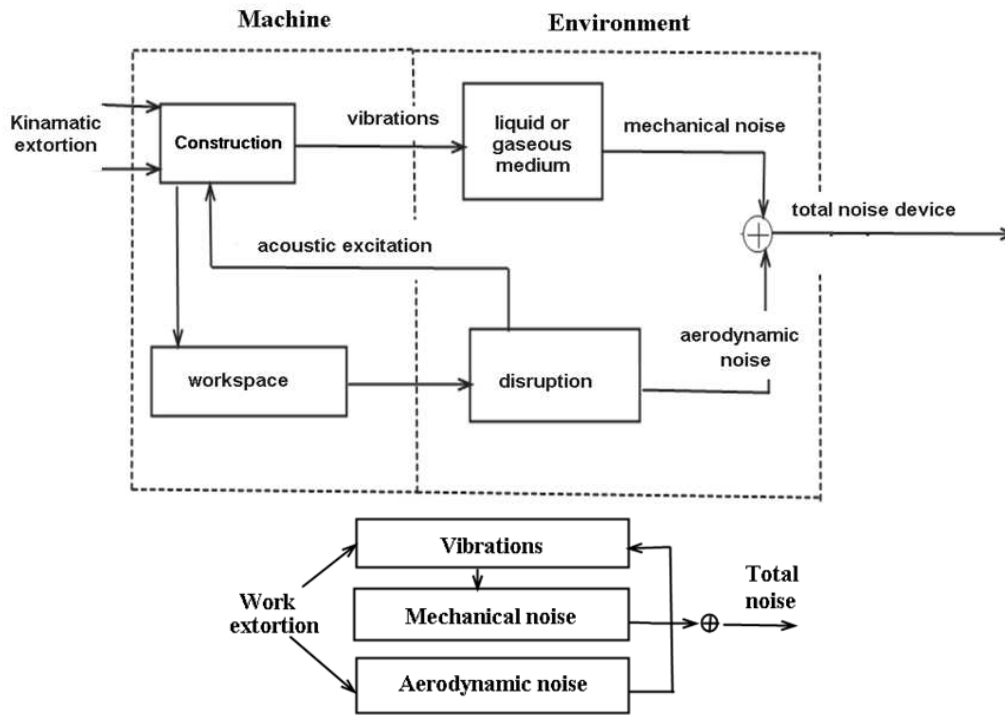 Machine
Environment
Kinamatic
extortion
Construction
vibrations
liquid or
gaseous
medium
mechanical noise
total noise device
acoustic excitation
aerodynamic
noise
workspace
disruption
Vibrations
Work
extortion
Mechanical noise
Total
noise
Aerodynamic noise